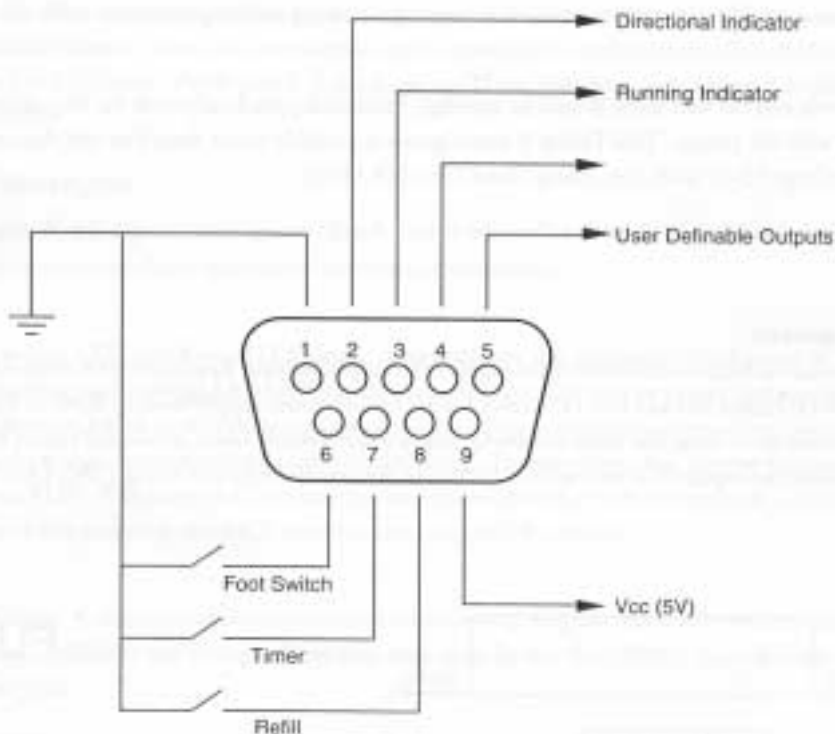 Directional Indicator
Running Indicator
User Definable Outputs
1 2 3 4 5
6 7 8 9
Foot Switch
Vcc (5V)
Timer
Refill